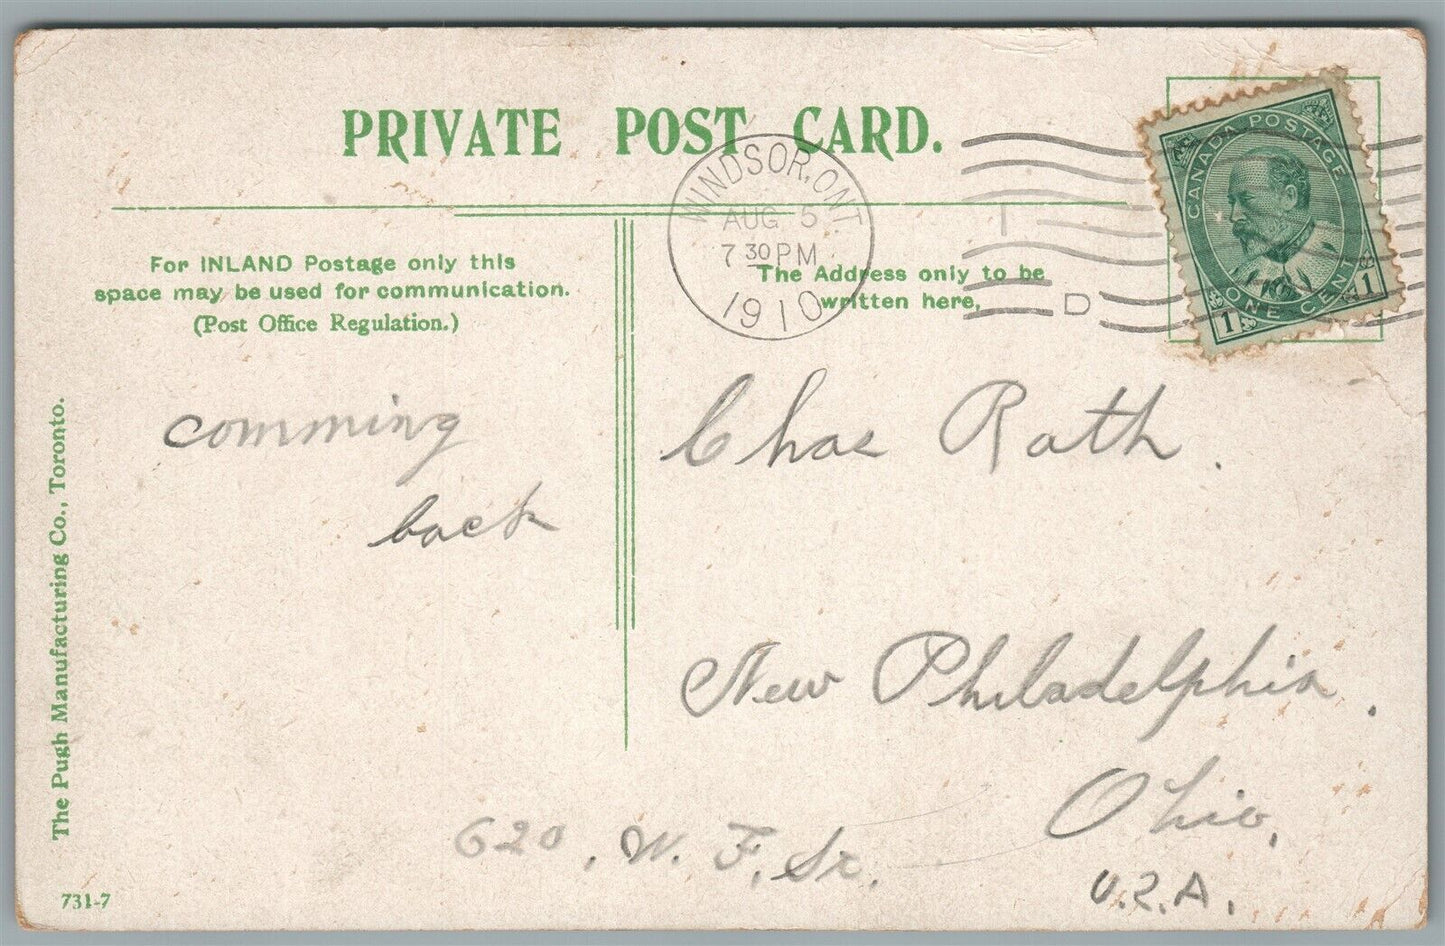 PRIVATE POST CARD.
WINDSOR, ONT
AUG 5
7 30 PM
1910
D
CANADA POSTAGE
ONE CENT
1 1
For INLAND Postage only this
space may be used for communication.
(Post Office Regulation.)
The Address only to be
written here,
comming
back
Chas Rath.
New Philadelphia.
Ohio,
620, W. F, St.
U.S.A.
The Pugh Manufacturing Co., Toronto.
731-7